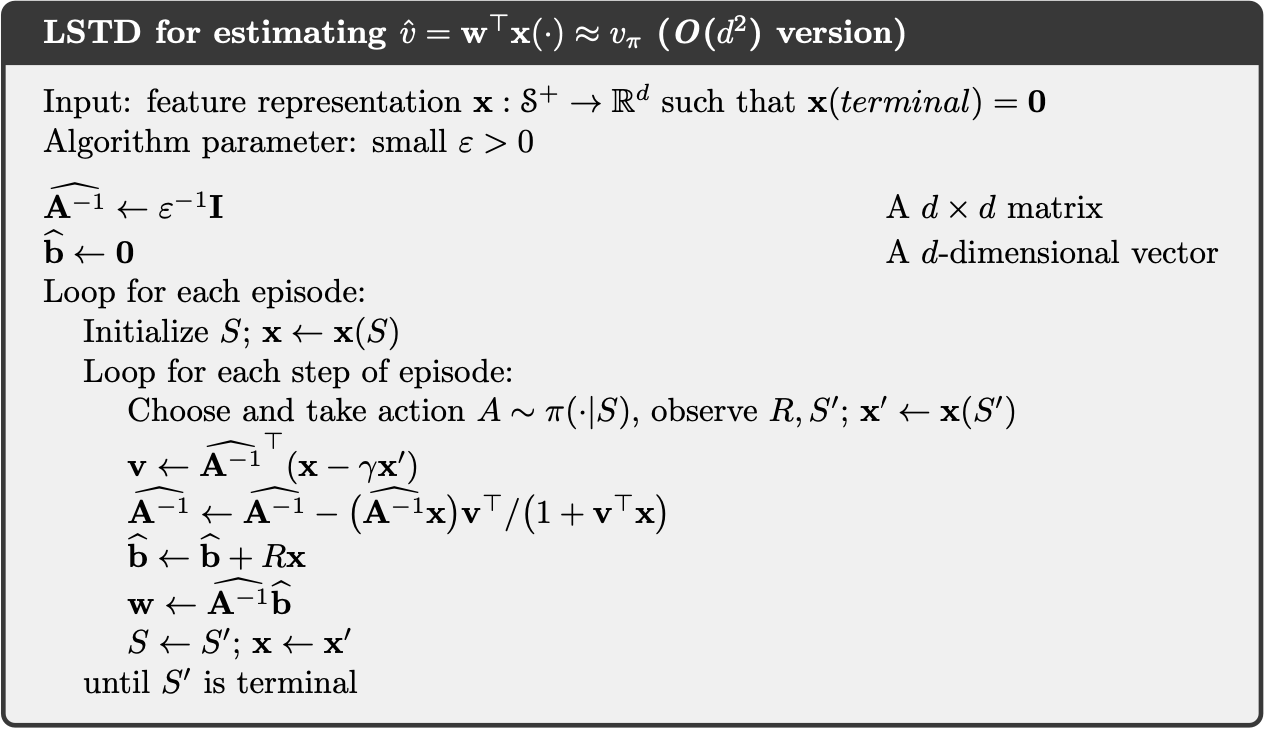 LSTD for estimating v̂ = w⊤x(·) ≈ vπ (O(d²) version)
Input: feature representation x : S⁺ → ℝᵈ such that x(terminal) = 0
Algorithm parameter: small ε > 0
Â⁻¹ ← ε⁻¹I A d × d matrix
b̂ ← 0 A d-dimensional vector
Loop for each episode:
Initialize S; x ← x(S)
Loop for each step of episode:
Choose and take action A ∼ π(·|S), observe R, S′; x′ ← x(S′)
v ← Â⁻¹⊤(x − γx′)
Â⁻¹ ← Â⁻¹ − (Â⁻¹x)v⊤/(1 + v⊤x)
b̂ ← b̂ + Rx
w ← Â⁻¹b̂
S ← S′; x ← x′
until S′ is terminal